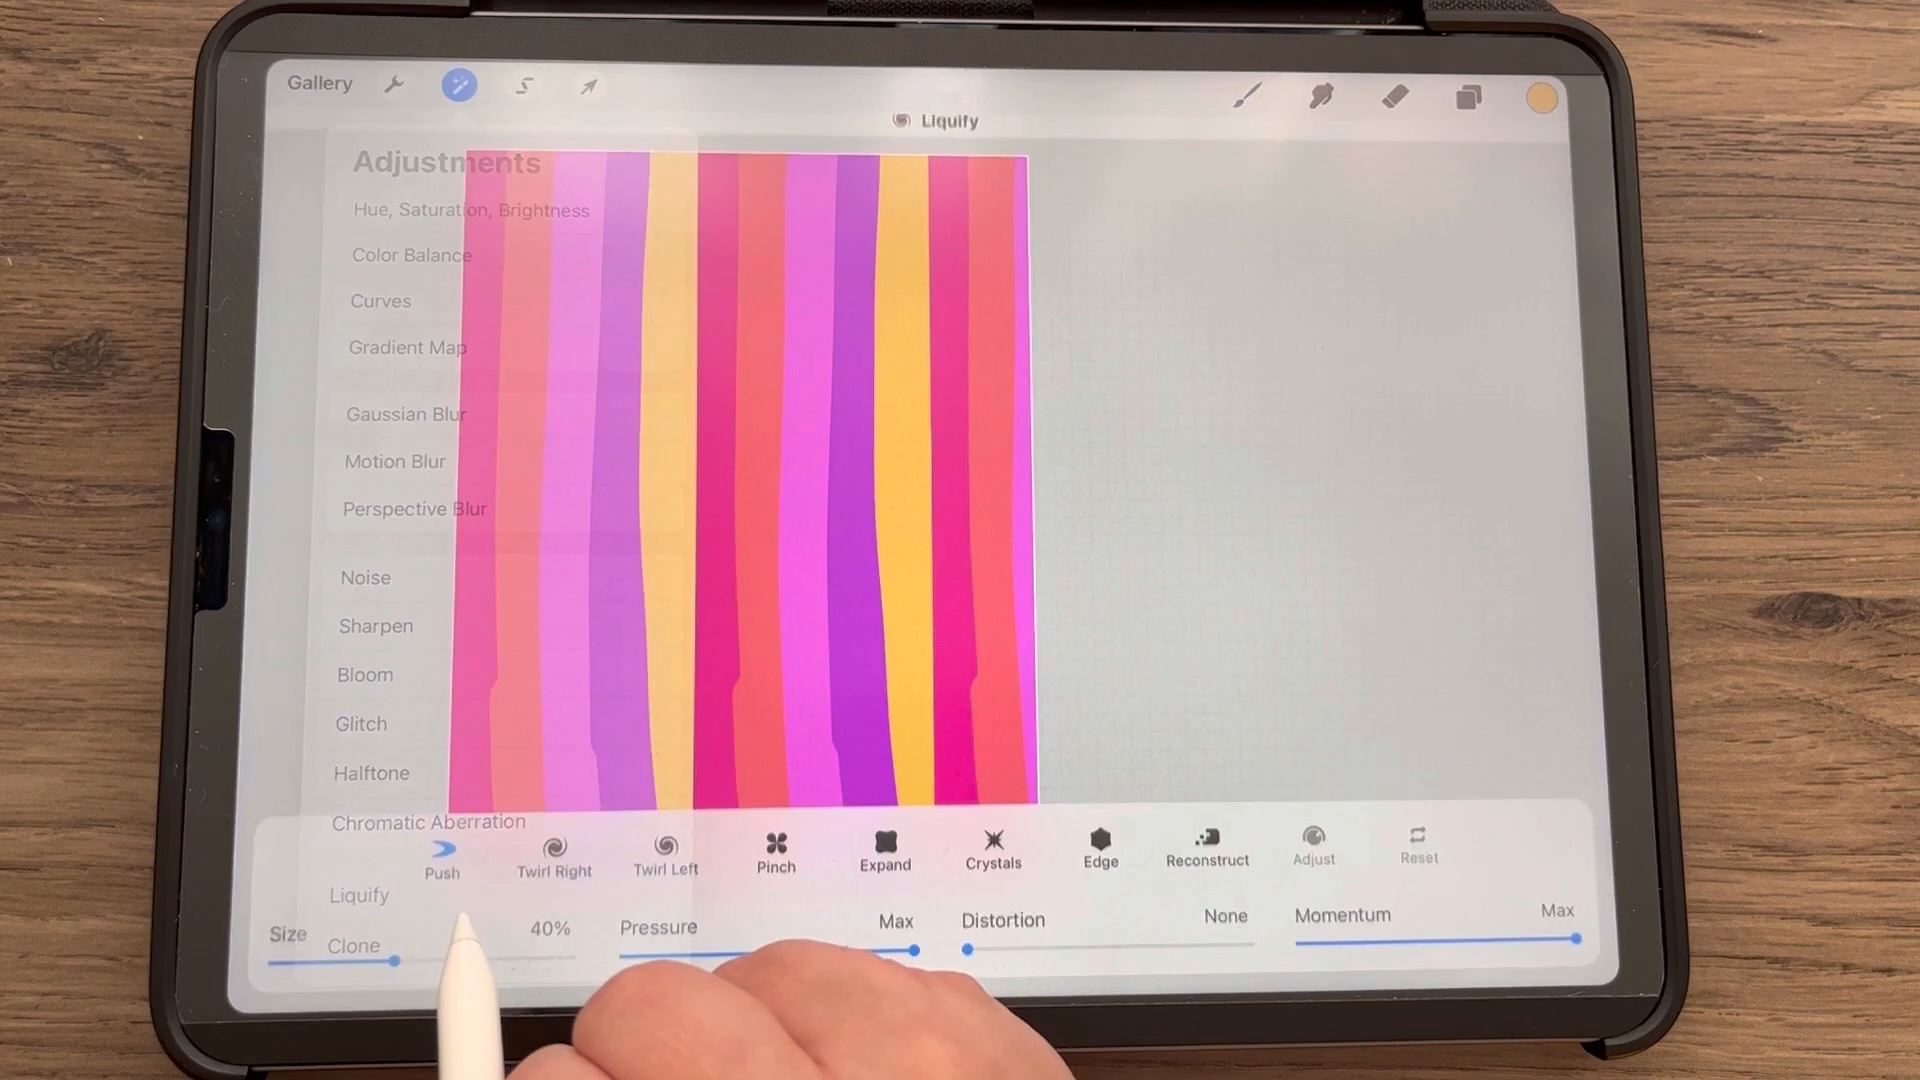 Gallery
Liquify
Adjustments
Hue, Saturation, Brightness
Color Balance
Curves
Gradient Map
Gaussian Blur
Motion Blur
Perspective Blur
Noise
Sharpen
Bloom
Glitch
Halftone
Chromatic Aberration
Liquify
Clone
Push Twirl Right Twirl Left Pinch Expand Crystals Edge Reconstruct Adjust Reset
Size 40% Pressure Max Distortion None Momentum Max